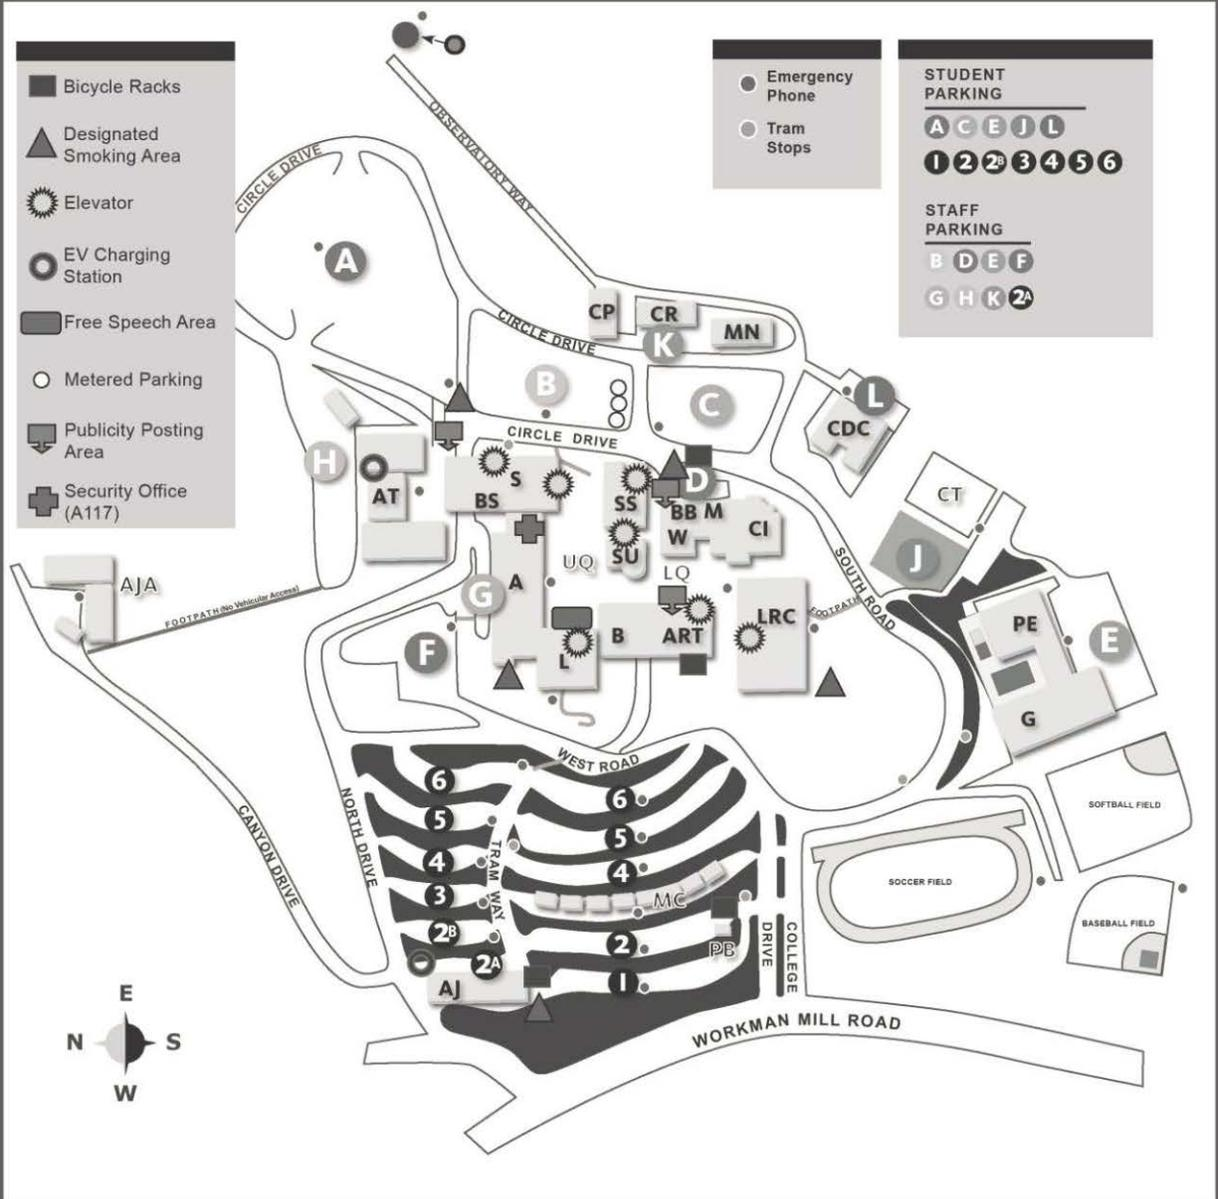 Bicycle Racks
Designated
Smoking Area
Elevator
EV Charging
Station
Free Speech Area
Metered Parking
Publicity Posting
Area
Security Office
(A117)
Emergency
Phone
Tram
Stops
STUDENT
PARKING
A C E J L
1 2 2B 3 4 5 6
STAFF
PARKING
B D E F
G H K 2A
OBSERVATORY WAY
CIRCLE DRIVE
A
CP
CR
MN
K
CIRCLE DRIVE
B
C
L
CDC
CIRCLE DRIVE
H
AT
S
BS
SS
SU
D
BB
M
W
CI
CT
J
UQ
LQ
A
G
AJA
FOOTPATH (No Vehicular Access)
F
L
B
ART
LRC
FOOTPATH
SOUTH ROAD
PE
E
G
WEST ROAD
6
5
4
3
2B
2A
6
5
4
MC
2
1
PB
TRAM WAY
NORTH DRIVE
CANYON DRIVE
AJ
COLLEGE
DRIVE
SOFTBALL FIELD
SOCCER FIELD
BASEBALL FIELD
WORKMAN MILL ROAD
E
N S
W